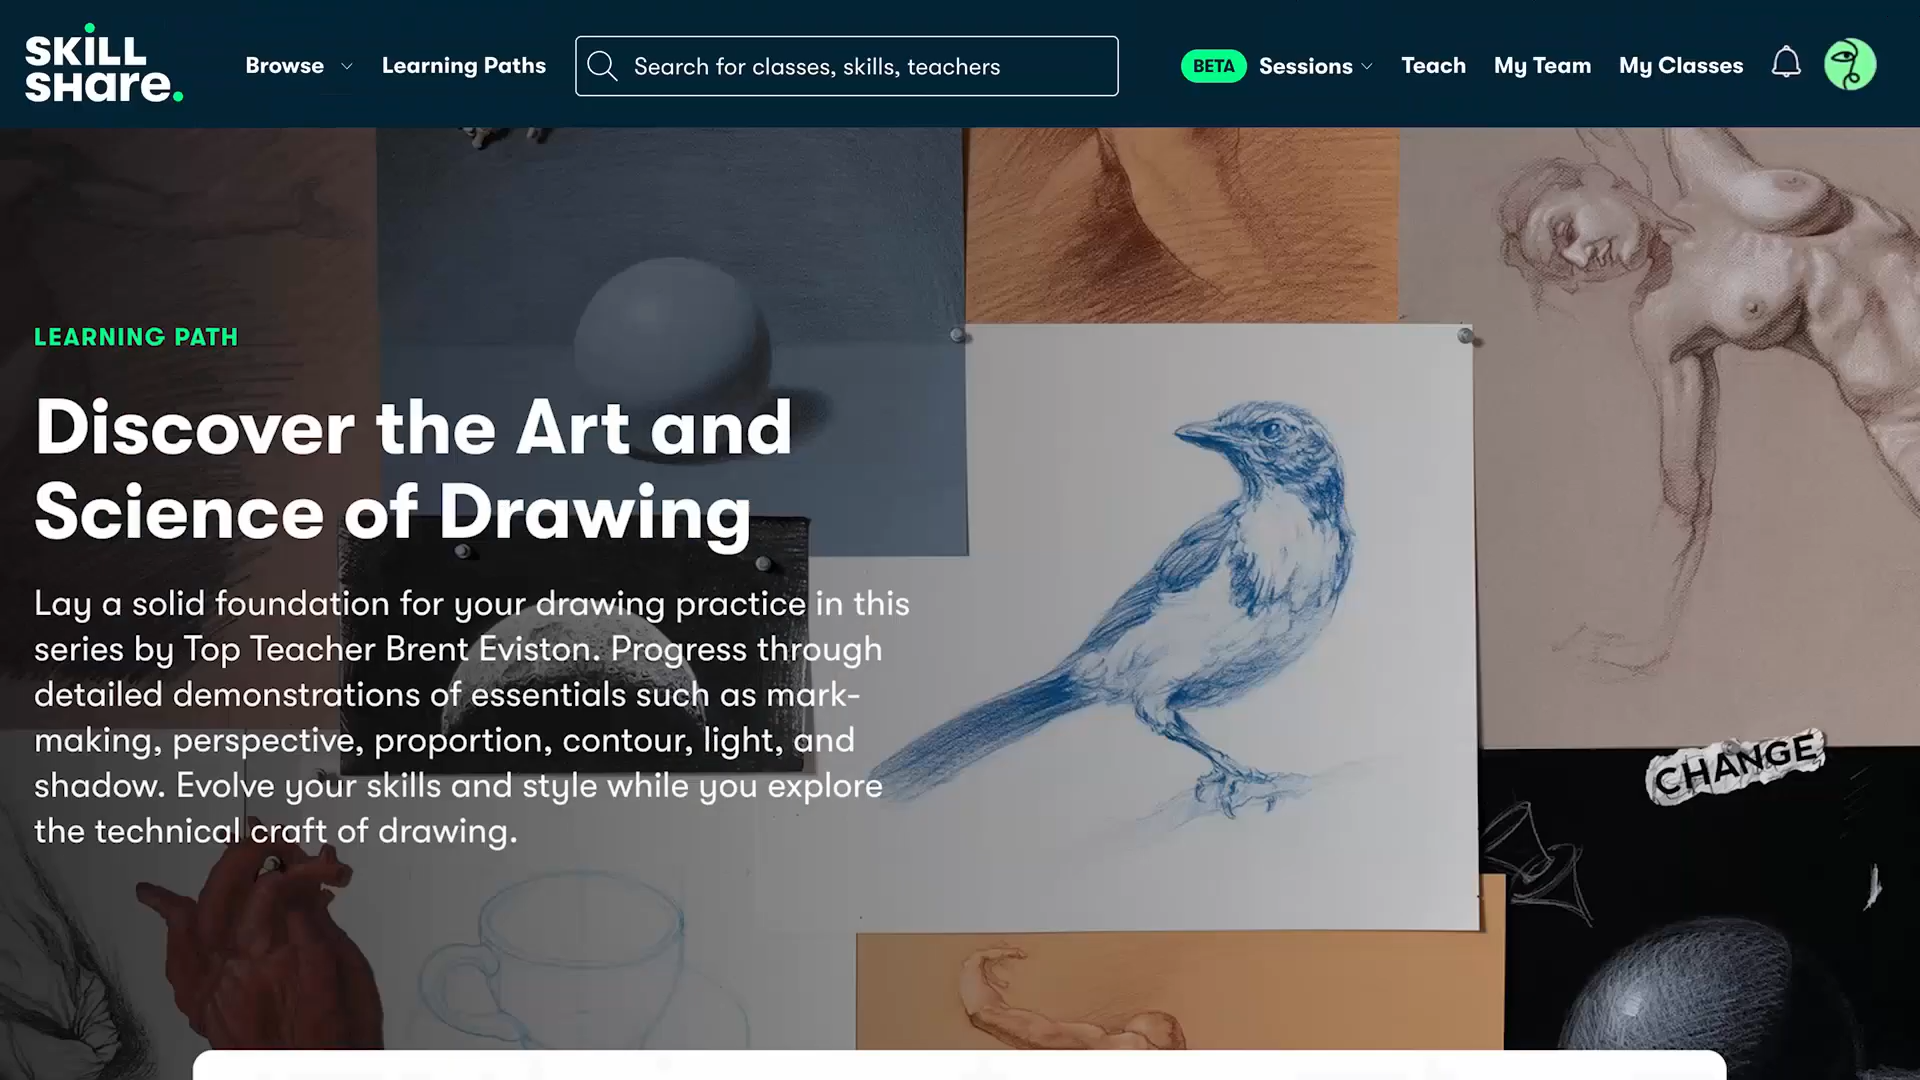 SKILL
SHare.
Browse
Learning Paths
Search for classes, skills, teachers
BETA
Sessions
Teach
My Team
My Classes
LEARNING PATH
Discover the Art and
Science of Drawing
Lay a solid foundation for your drawing practice in this
series by Top Teacher Brent Eviston. Progress through
detailed demonstrations of essentials such as mark-
making, perspective, proportion, contour, light, and
shadow. Evolve your skills and style while you explore
the technical craft of drawing.
CHANGE